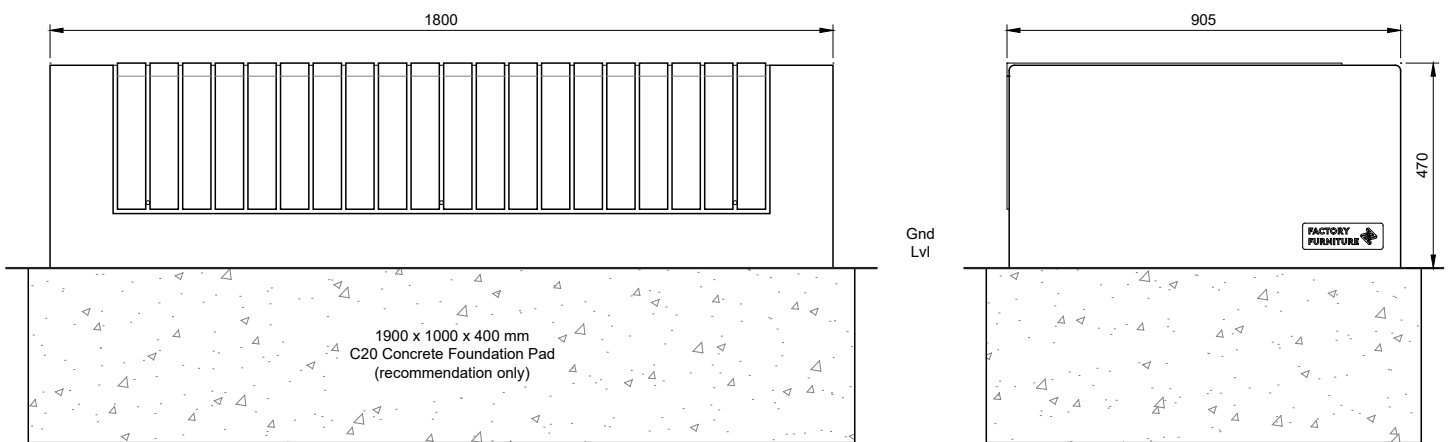 1800
905
470
Gnd
Lvl
FACTORY
FURNITURE
1900 x 1000 x 400 mm
C20 Concrete Foundation Pad
(recommendation only)